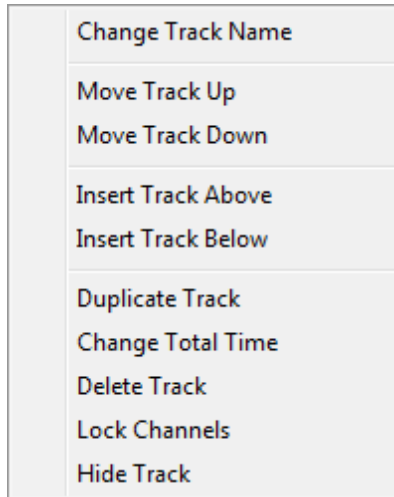 Change Track Name
Move Track Up
Move Track Down
Insert Track Above
Insert Track Below
Duplicate Track
Change Total Time
Delete Track
Lock Channels
Hide Track